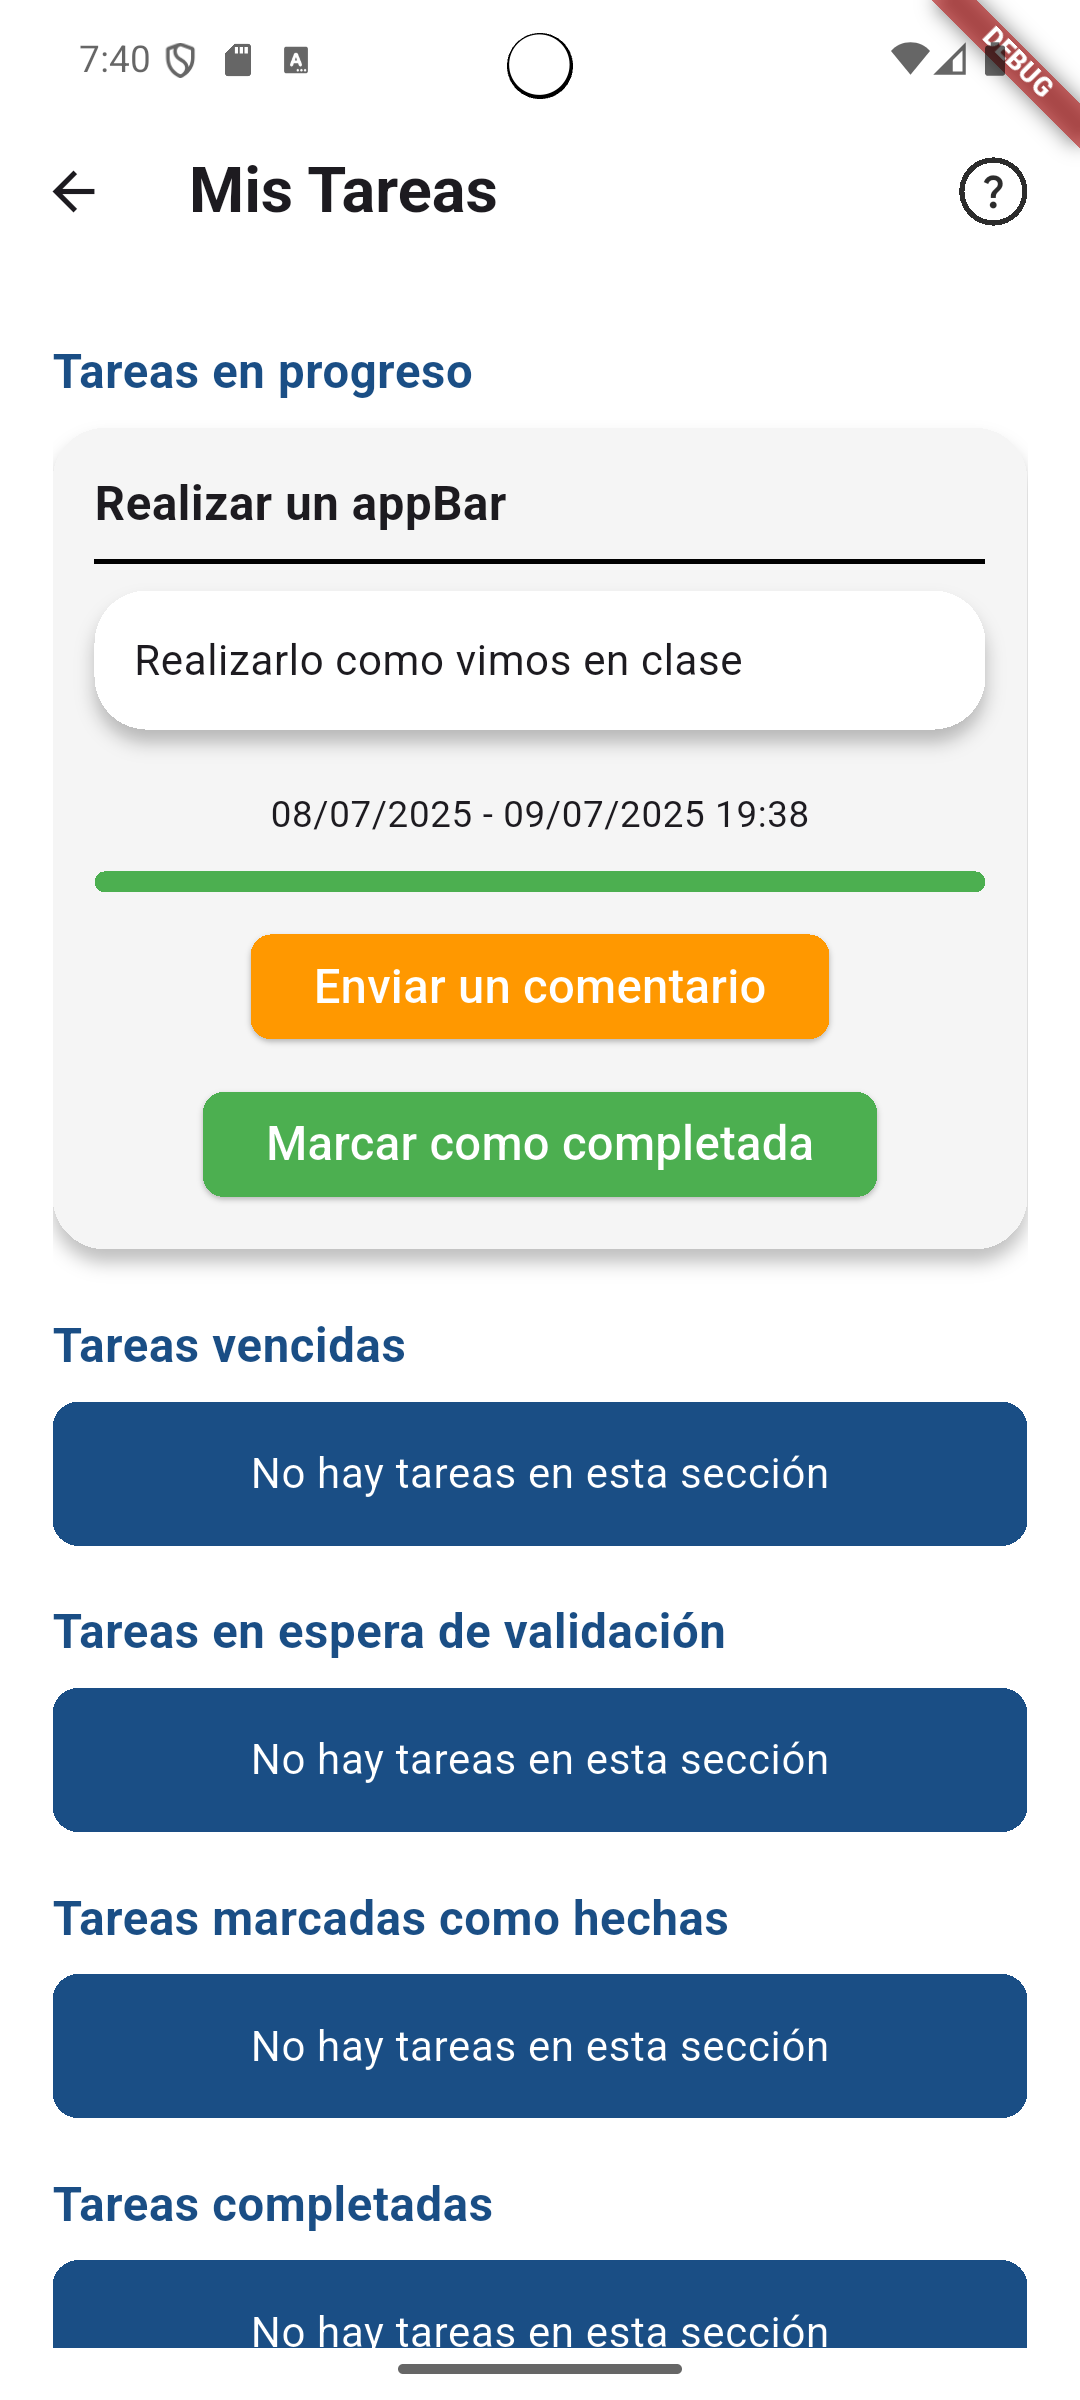 7:40
DEBUG
Mis Tareas
?
Tareas en progreso
Realizar un appBar
Realizarlo como vimos en clase
08/07/2025 - 09/07/2025 19:38
Enviar un comentario
Marcar como completada
Tareas vencidas
No hay tareas en esta sección
Tareas en espera de validación
No hay tareas en esta sección
Tareas marcadas como hechas
No hay tareas en esta sección
Tareas completadas
No hay tareas en esta sección